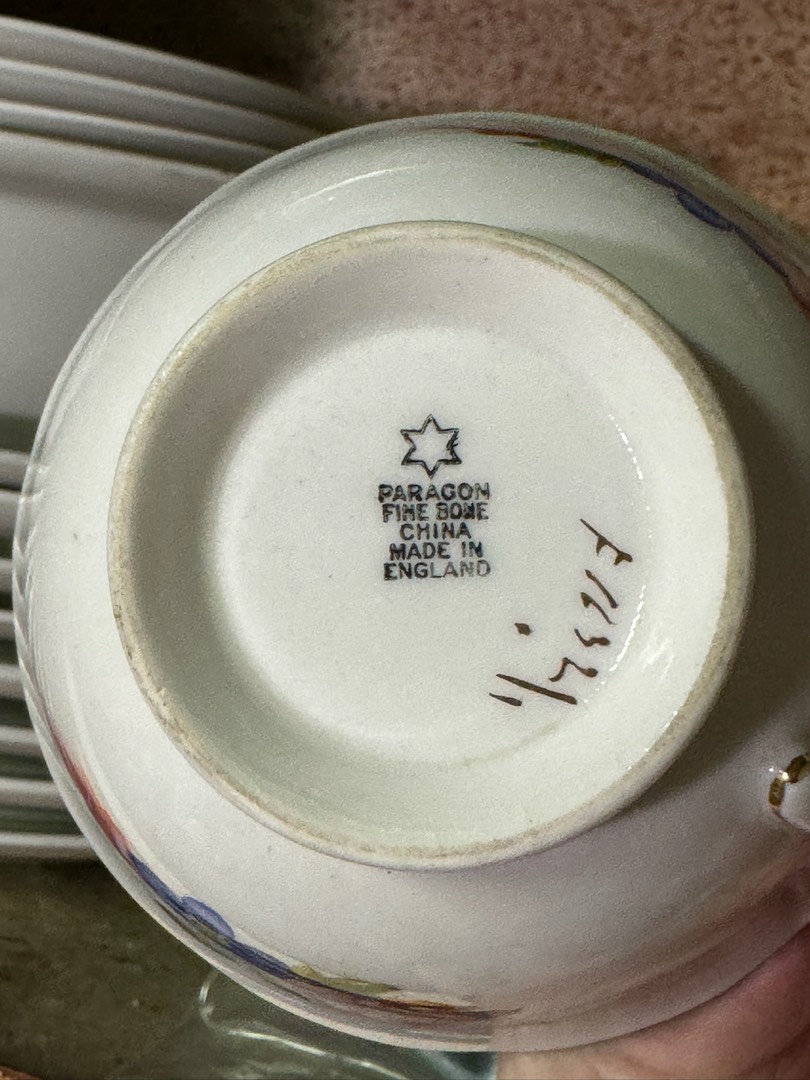 PARAGON
FINE BONE
CHINA
MADE IN
ENGLAND